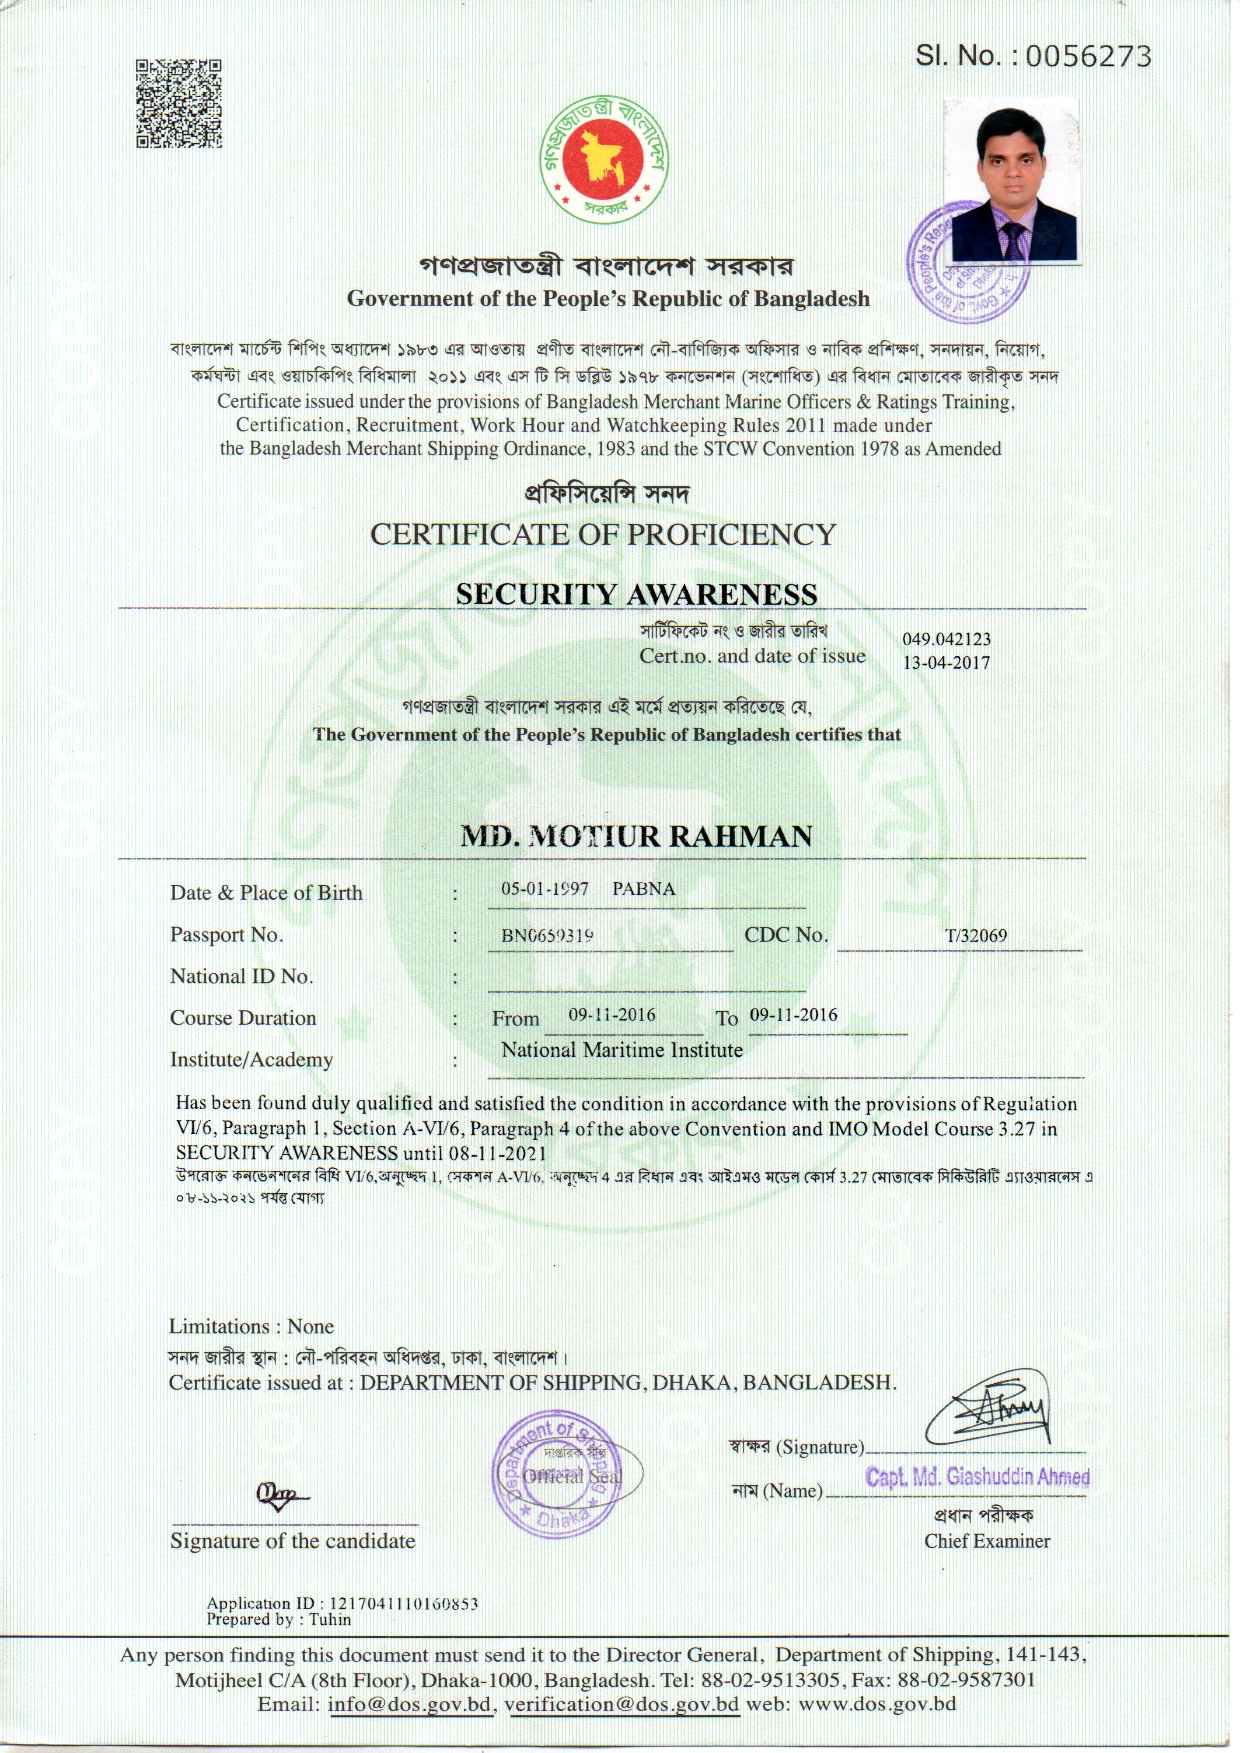 Sl. No. : 0056273
গণপ্রজাতন্ত্রী বাংলাদেশ
সরকার
গণপ্রজাতন্ত্রী বাংলাদেশ সরকার
Government of the People's Republic of Bangladesh
বাংলাদেশ মার্চেন্ট শিপিং অধ্যাদেশ ১৯৮৩ এর আওতায় প্রণীত বাংলাদেশ নৌ-বাণিজ্যিক অফিসার ও নাবিক প্রশিক্ষণ, সনদায়ন, নিয়োগ,
কর্মঘন্টা এবং ওয়াচকিপিং বিধিমালা ২০১১ এবং এস টি সি ডব্লিউ ১৯৭৮ কনভেনশন (সংশোধিত) এর বিধান মোতাবেক জারীকৃত সনদ
Certificate issued under the provisions of Bangladesh Merchant Marine Officers & Ratings Training,
Certification, Recruitment, Work Hour and Watchkeeping Rules 2011 made under
the Bangladesh Merchant Shipping Ordinance, 1983 and the STCW Convention 1978 as Amended
প্রফিসিয়েন্সি সনদ
CERTIFICATE OF PROFICIENCY
SECURITY AWARENESS
সার্টিফিকেট নং ও জারীর তারিখ
Cert.no. and date of issue
049.042123
13-04-2017
গণপ্রজাতন্ত্রী বাংলাদেশ সরকার এই মর্মে প্রত্যয়ন করিতেছে যে,
The Government of the People's Republic of Bangladesh certifies that
MD. MOTIUR RAHMAN
Date & Place of Birth : 05-01-1997 PABNA
Passport No. : BN0659319 CDC No. T/32069
National ID No. :
Course Duration : From 09-11-2016 To 09-11-2016
Institute/Academy : National Maritime Institute
Has been found duly qualified and satisfied the condition in accordance with the provisions of Regulation
VI/6, Paragraph 1, Section A-VI/6, Paragraph 4 of the above Convention and IMO Model Course 3.27 in
SECURITY AWARENESS until 08-11-2021
উপরোক্ত কনভেনশনের বিধি VI/6,অনুচ্ছেদ 1, সেকশন A-VI/6, অনুচ্ছেদ 4 এর বিধান এবং আইএমও মডেল কোর্স 3.27 মোতাবেক সিকিউরিটি এ্যাওয়ারনেস এ
০৮-১১-২০২১ পর্যন্ত যোগ্য
Limitations : None
সনদ জারীর স্থান : নৌ-পরিবহন অধিদপ্তর, ঢাকা, বাংলাদেশ।
Certificate issued at : DEPARTMENT OF SHIPPING, DHAKA, BANGLADESH.
Department of Shipping
Dhaka
দাপ্তরিক সীল
Official Seal
স্বাক্ষর (Signature)
নাম (Name) Capt. Md. Giashuddin Ahmed
প্রধান পরীক্ষক
Chief Examiner
Signature of the candidate
Application ID : 1217041110160853
Prepared by : Tuhin
Any person finding this document must send it to the Director General, Department of Shipping, 141-143,
Motijheel C/A (8th Floor), Dhaka-1000, Bangladesh. Tel: 88-02-9513305, Fax: 88-02-9587301
Email: info@dos.gov.bd, verification@dos.gov.bd web: www.dos.gov.bd